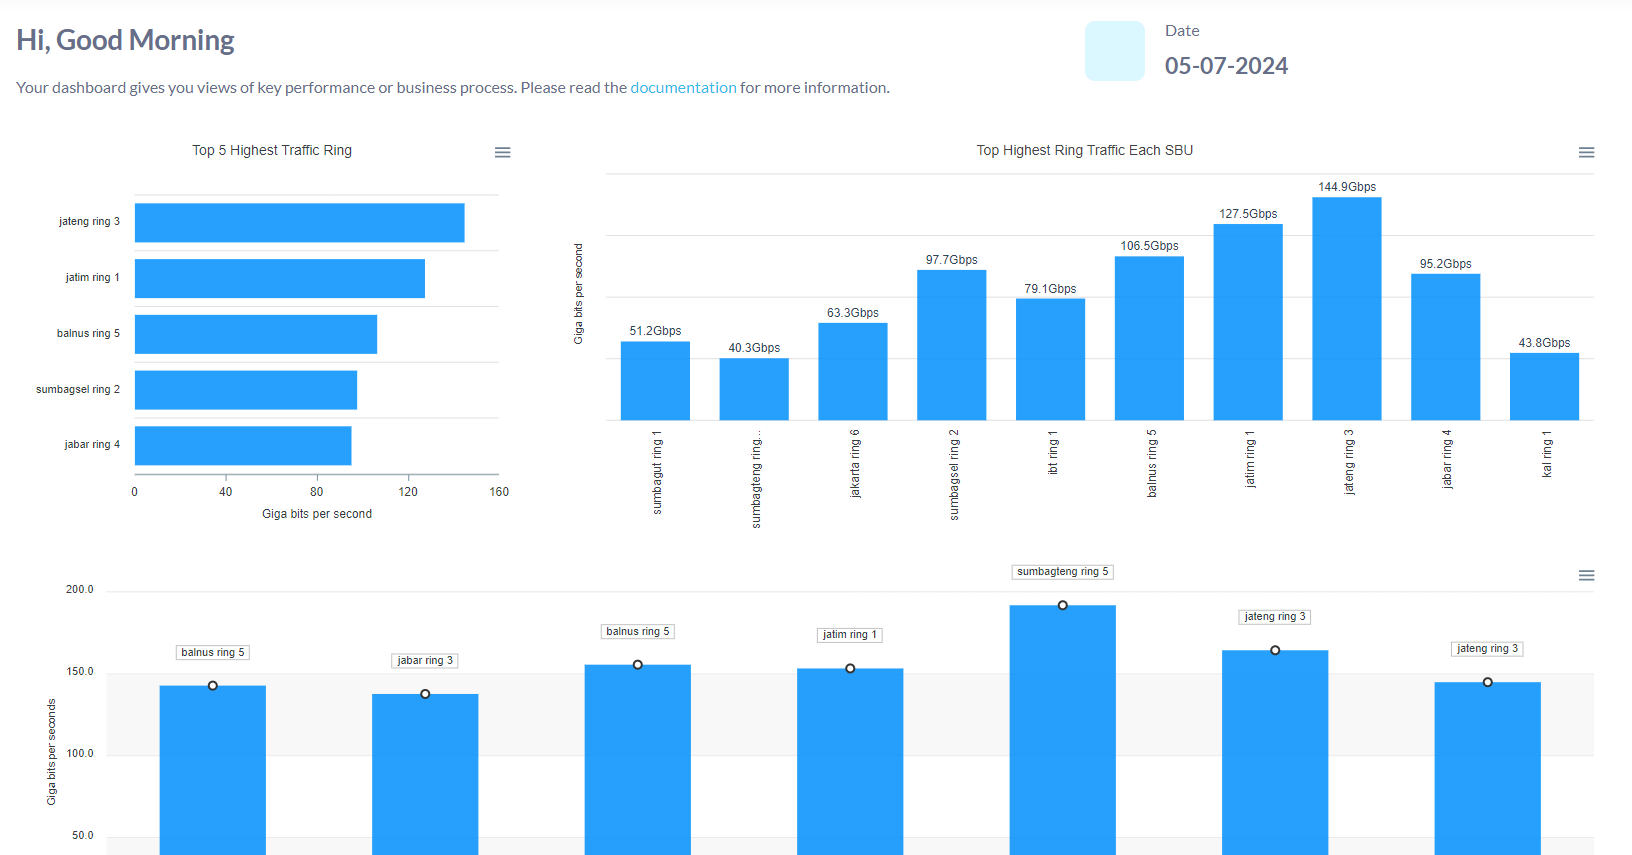 Hi, Good Morning
Your dashboard gives you views of key performance or business process. Please read the documentation for more information.
Date
05-07-2024
Top 5 Highest Traffic Ring
jateng ring 3
jatim ring 1
balnus ring 5
sumbagsel ring 2
jabar ring 4
0 40 80 120 160
Giga bits per second
Top Highest Ring Traffic Each SBU
Giga bits per second
51.2Gbps
40.3Gbps
63.3Gbps
97.7Gbps
79.1Gbps
106.5Gbps
127.5Gbps
144.9Gbps
95.2Gbps
43.8Gbps
sumbagut ring 1
sumbagteng ring...
jakarta ring 6
sumbagsel ring 2
ibt ring 1
balnus ring 5
jatim ring 1
jateng ring 3
jabar ring 4
kal ring 1
200.0
150.0
100.0
50.0
Giga bits per seconds
balnus ring 5
jabar ring 3
balnus ring 5
jatim ring 1
sumbagteng ring 5
jateng ring 3
jateng ring 3